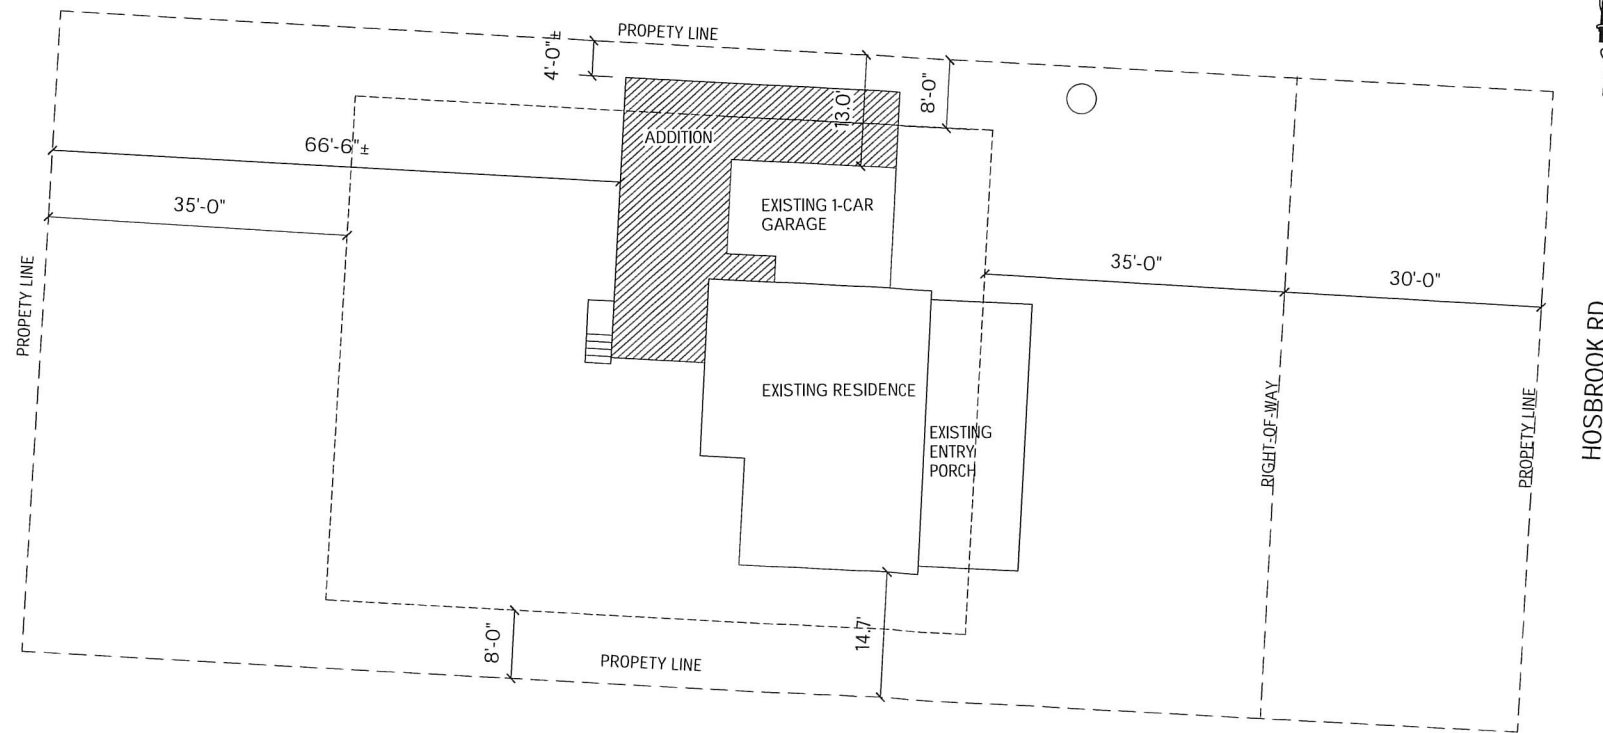 PROPETY LINE
4'-0"±
8'-0"
13.0'
ADDITION
66'-6"±
35'-0"
EXISTING 1-CAR
GARAGE
35'-0"
30'-0"
PROPETY LINE
HOSBROOK RD
EXISTING RESIDENCE
EXISTING
ENTRY
PORCH
RIGHT-OF-WAY
PROPETY LINE
8'-0"
14.7'
PROPETY LINE